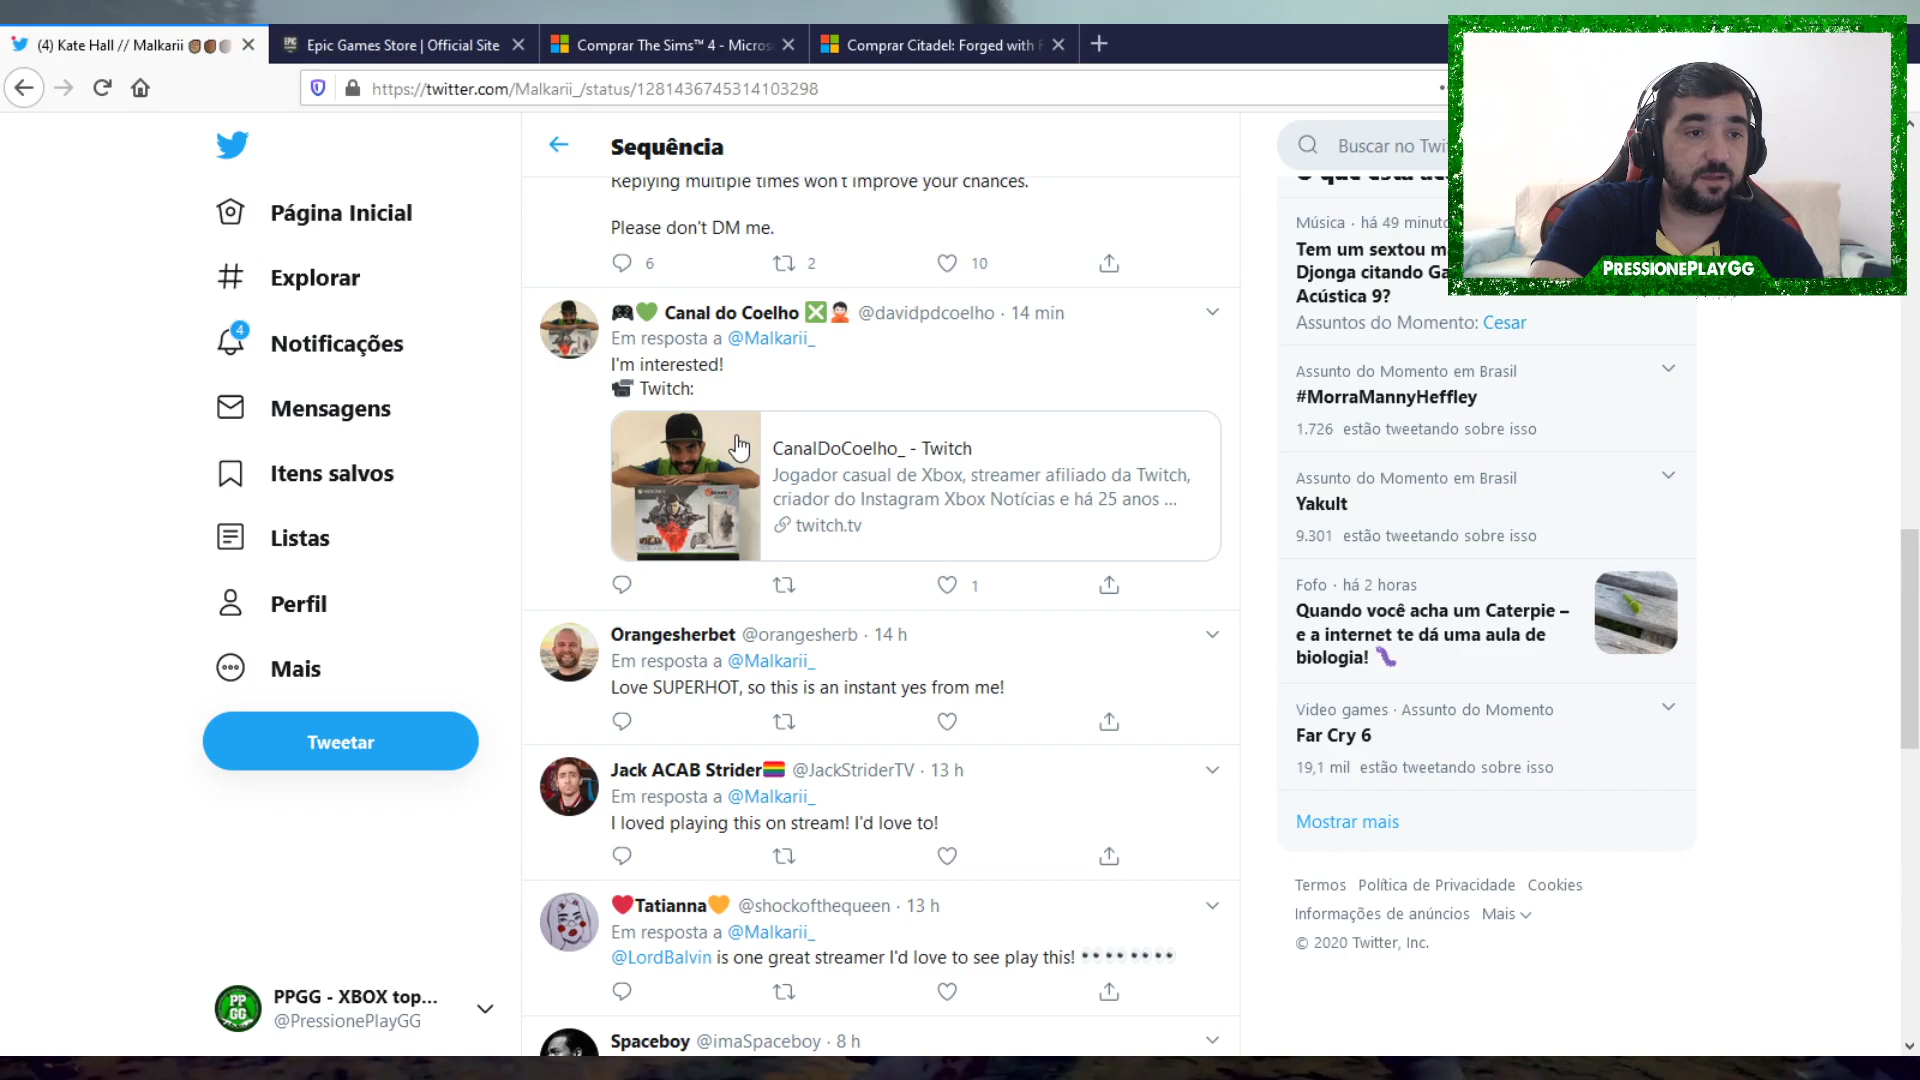 (4) Kate Hall // Malkarii
Epic Games Store | Official Site
Comprar The Sims™ 4 - Micros
Comprar Citadel: Forged with F
https://twitter.com/Malkarii_/status/1281436745314103298
Sequência
Buscar no Twi
PRESSIONEPLAYGG
Página Inicial
Explorar
4
Notificações
Mensagens
Itens salvos
Listas
Perfil
Mais
Tweetar
PPGG - XBOX top...
@PressionePlayGG
PP
GG
Replying multiple times won't improve your chances.
Please don't DM me.
6 2 10
Canal do Coelho @davidpdcoelho · 14 min
Em resposta a @Malkarii_
I'm interested!
Twitch:
CanalDoCoelho_ - Twitch
Jogador casual de Xbox, streamer afiliado da Twitch,
criador do Instagram Xbox Notícias e há 25 anos ...
twitch.tv
1
Orangesherbet @orangesherb · 14 h
Em resposta a @Malkarii_
Love SUPERHOT, so this is an instant yes from me!
Jack ACAB Strider @JackStriderTV · 13 h
Em resposta a @Malkarii_
I loved playing this on stream! I'd love to!
Tatianna @shockofthequeen · 13 h
Em resposta a @Malkarii_
@LordBalvin is one great streamer I'd love to see play this!
Spaceboy @imaSpaceboy · 8 h
O que está
Música · há 49 minuto
Tem um sextou m
Djonga citando Ga
Acústica 9?
Assuntos do Momento: Cesar
Assunto do Momento em Brasil
#MorraMannyHeffley
1.726 estão tweetando sobre isso
Assunto do Momento em Brasil
Yakult
9.301 estão tweetando sobre isso
Fofo · há 2 horas
Quando você acha um Caterpie –
e a internet te dá uma aula de
biologia!
Video games · Assunto do Momento
Far Cry 6
19,1 mil estão tweetando sobre isso
Mostrar mais
Termos Política de Privacidade Cookies
Informações de anúncios Mais
© 2020 Twitter, Inc.